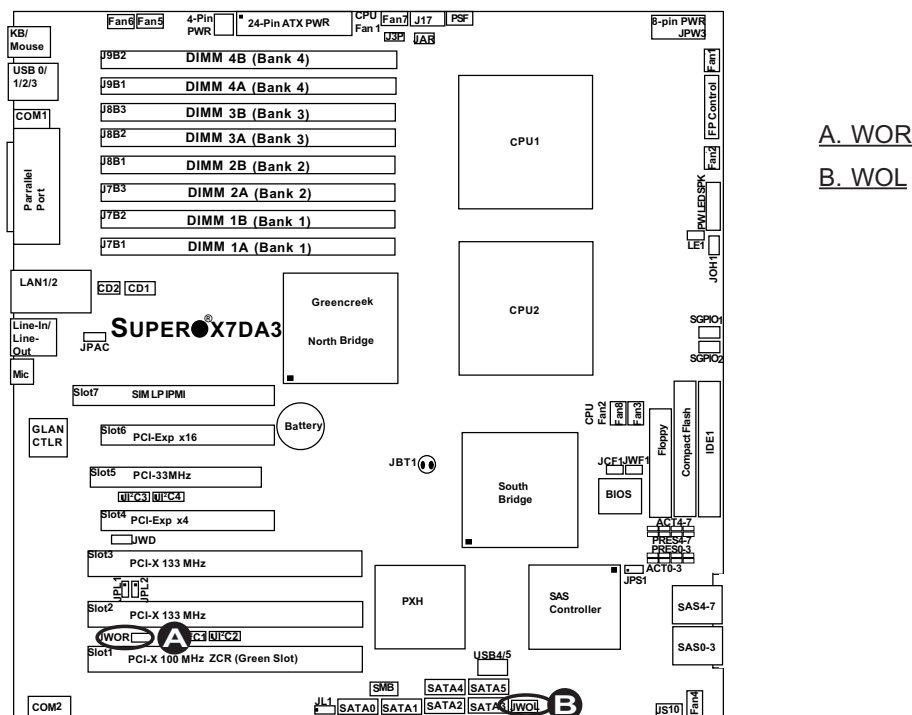 Fan6 Fan5
4-Pin PWR
24-Pin ATX PWR
CPU Fan 1
Fan7
J17
PSF
J3P
JAR
8-pin PWR JPW3
KB/ Mouse
USB 0/ 1/2/3
COM1
Parrallel Port
J9B2 DIMM 4B (Bank 4)
J9B1 DIMM 4A (Bank 4)
J8B3 DIMM 3B (Bank 3)
J8B2 DIMM 3A (Bank 3)
J8B1 DIMM 2B (Bank 2)
J7B3 DIMM 2A (Bank 2)
J7B2 DIMM 1B (Bank 1)
J7B1 DIMM 1A (Bank 1)
CPU1
Fan1
FP Control
Fan2
PWLEDSPK
LE1
JOH1
A. WOR
B. WOL
LAN1/2
CD2 CD1
Greencreek
North Bridge
CPU2
SUPER®X7DA3
Line-In/ Line- Out
JPAC
Mic
SGPIO1
SGPIO2
Slot7 SIMLP IPMI
GLAN CTLR
Slot6 PCI-Exp x16
Battery
CPU Fan2
Fan8
Fan3
Floppy
Compact Flash
IDE1
JBT1
JCF1 JWF1
BIOS
South Bridge
Slot5 PCI-33MHz
I²C3 I²C4
Slot4 PCI-Exp x4
JWD
ACT4-7
PRES4-7
PRES0-3
ACT0-3
JPS1
Slot3 PCI-X 133 MHz
JPL1 JPL2
PXH
SAS Controller
SAS4-7
SAS0-3
Slot2 PCI-X 133 MHz
JWOR A C1 I²C2
Slot1 PCI-X 100 MHz ZCR (Green Slot)
USB4/5
COM2
SMB
SATA4 SATA5
JL1 SATA0 SATA1 SATA2 SATA3 JWOL B
JS10
Fan4